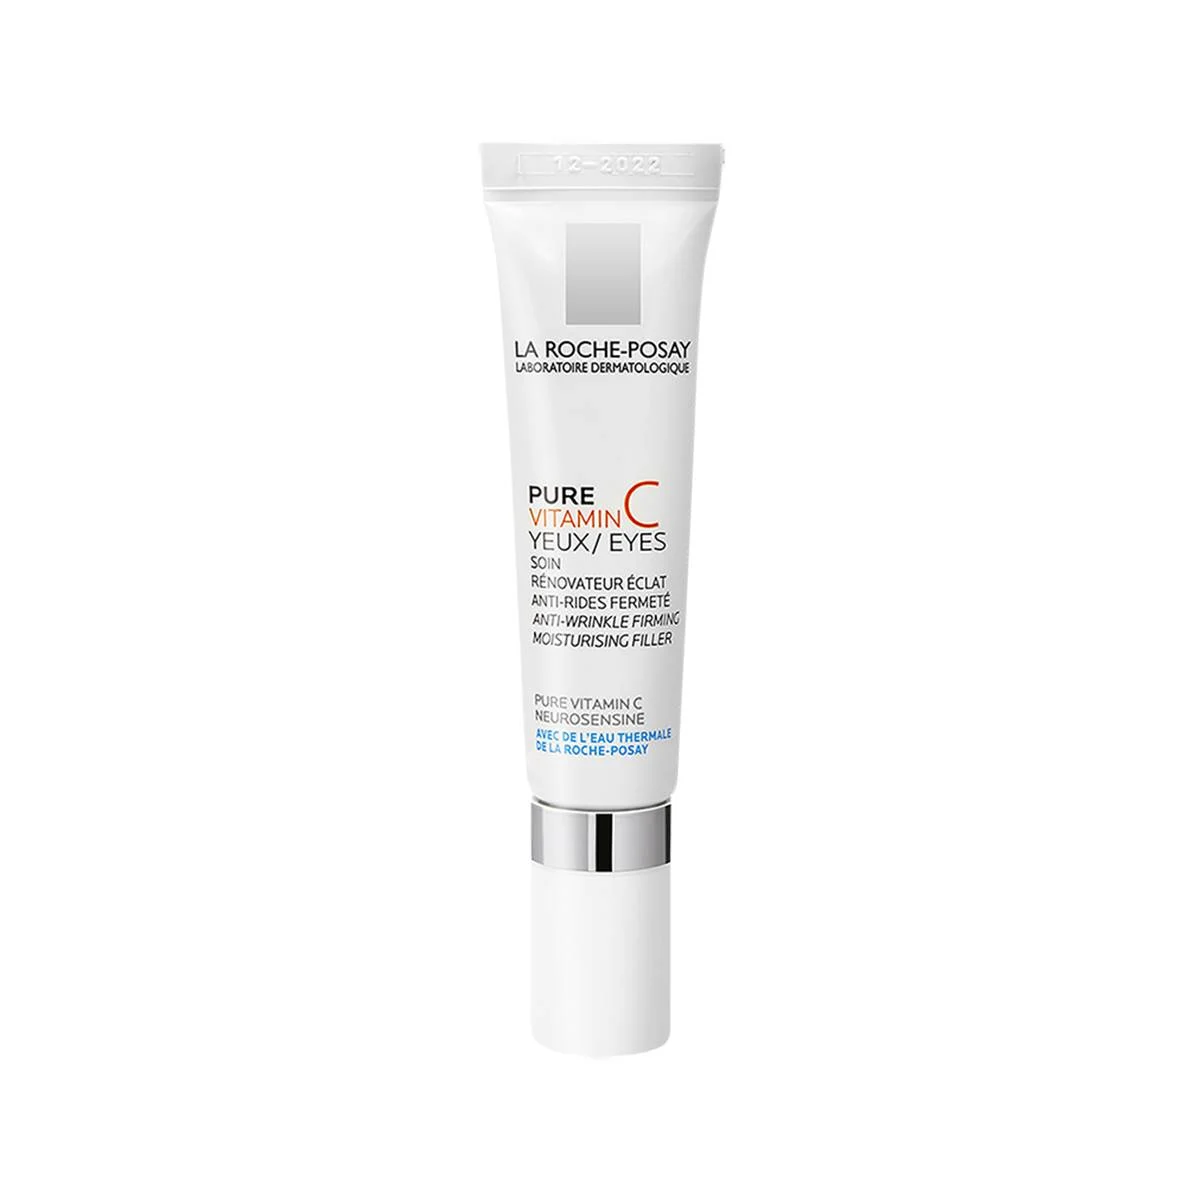 12-2022
LA ROCHE-POSAY
LABORATOIRE DERMATOLOGIQUE
PURE
VITAMIN C
YEUX/ EYES
SOIN
RÉNOVATEUR ÉCLAT
ANTI-RIDES FERMETÉ
ANTI-WRINKLE FIRMING
MOISTURISING FILLER
PURE VITAMIN C
NEUROSENSINE
AVEC DE L'EAU THERMALE
DE LA ROCHE-POSAY